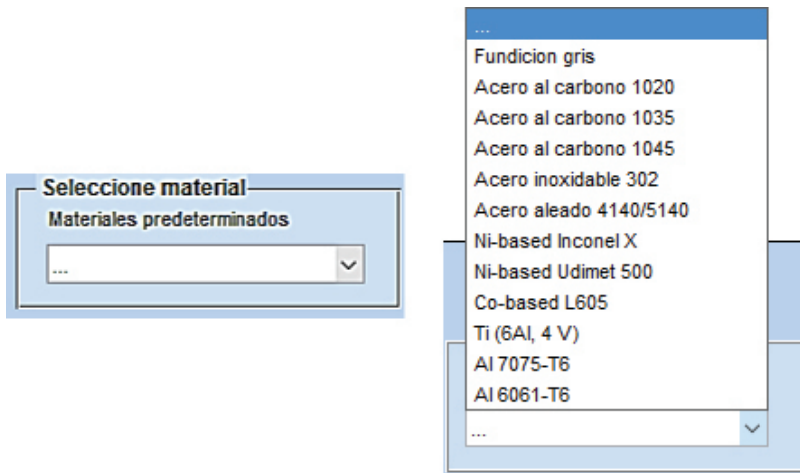 Seleccione material
Materiales predeterminados
...
...
Fundicion gris
Acero al carbono 1020
Acero al carbono 1035
Acero al carbono 1045
Acero inoxidable 302
Acero aleado 4140/5140
Ni-based Inconel X
Ni-based Udimet 500
Co-based L605
Ti (6Al, 4 V)
Al 7075-T6
Al 6061-T6
...